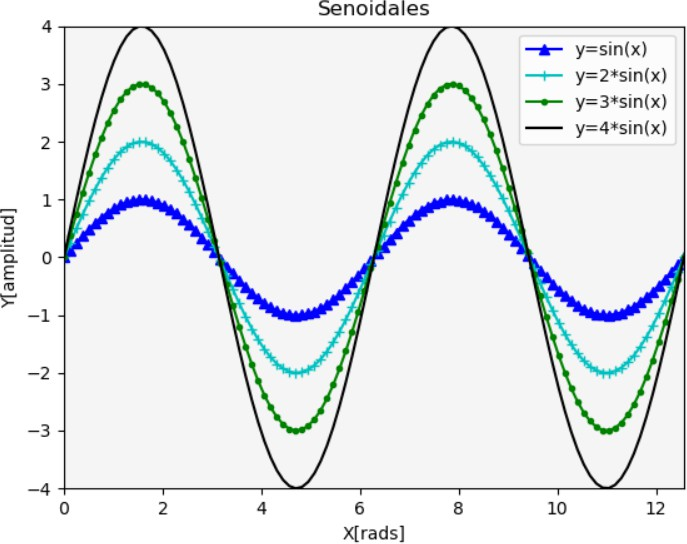 Senoidales
y=sin(x)
y=2*sin(x)
y=3*sin(x)
y=4*sin(x)
Y[amplitud]
4
3
2
1
0
−1
−2
−3
−4
0 2 4 6 8 10 12
X[rads]